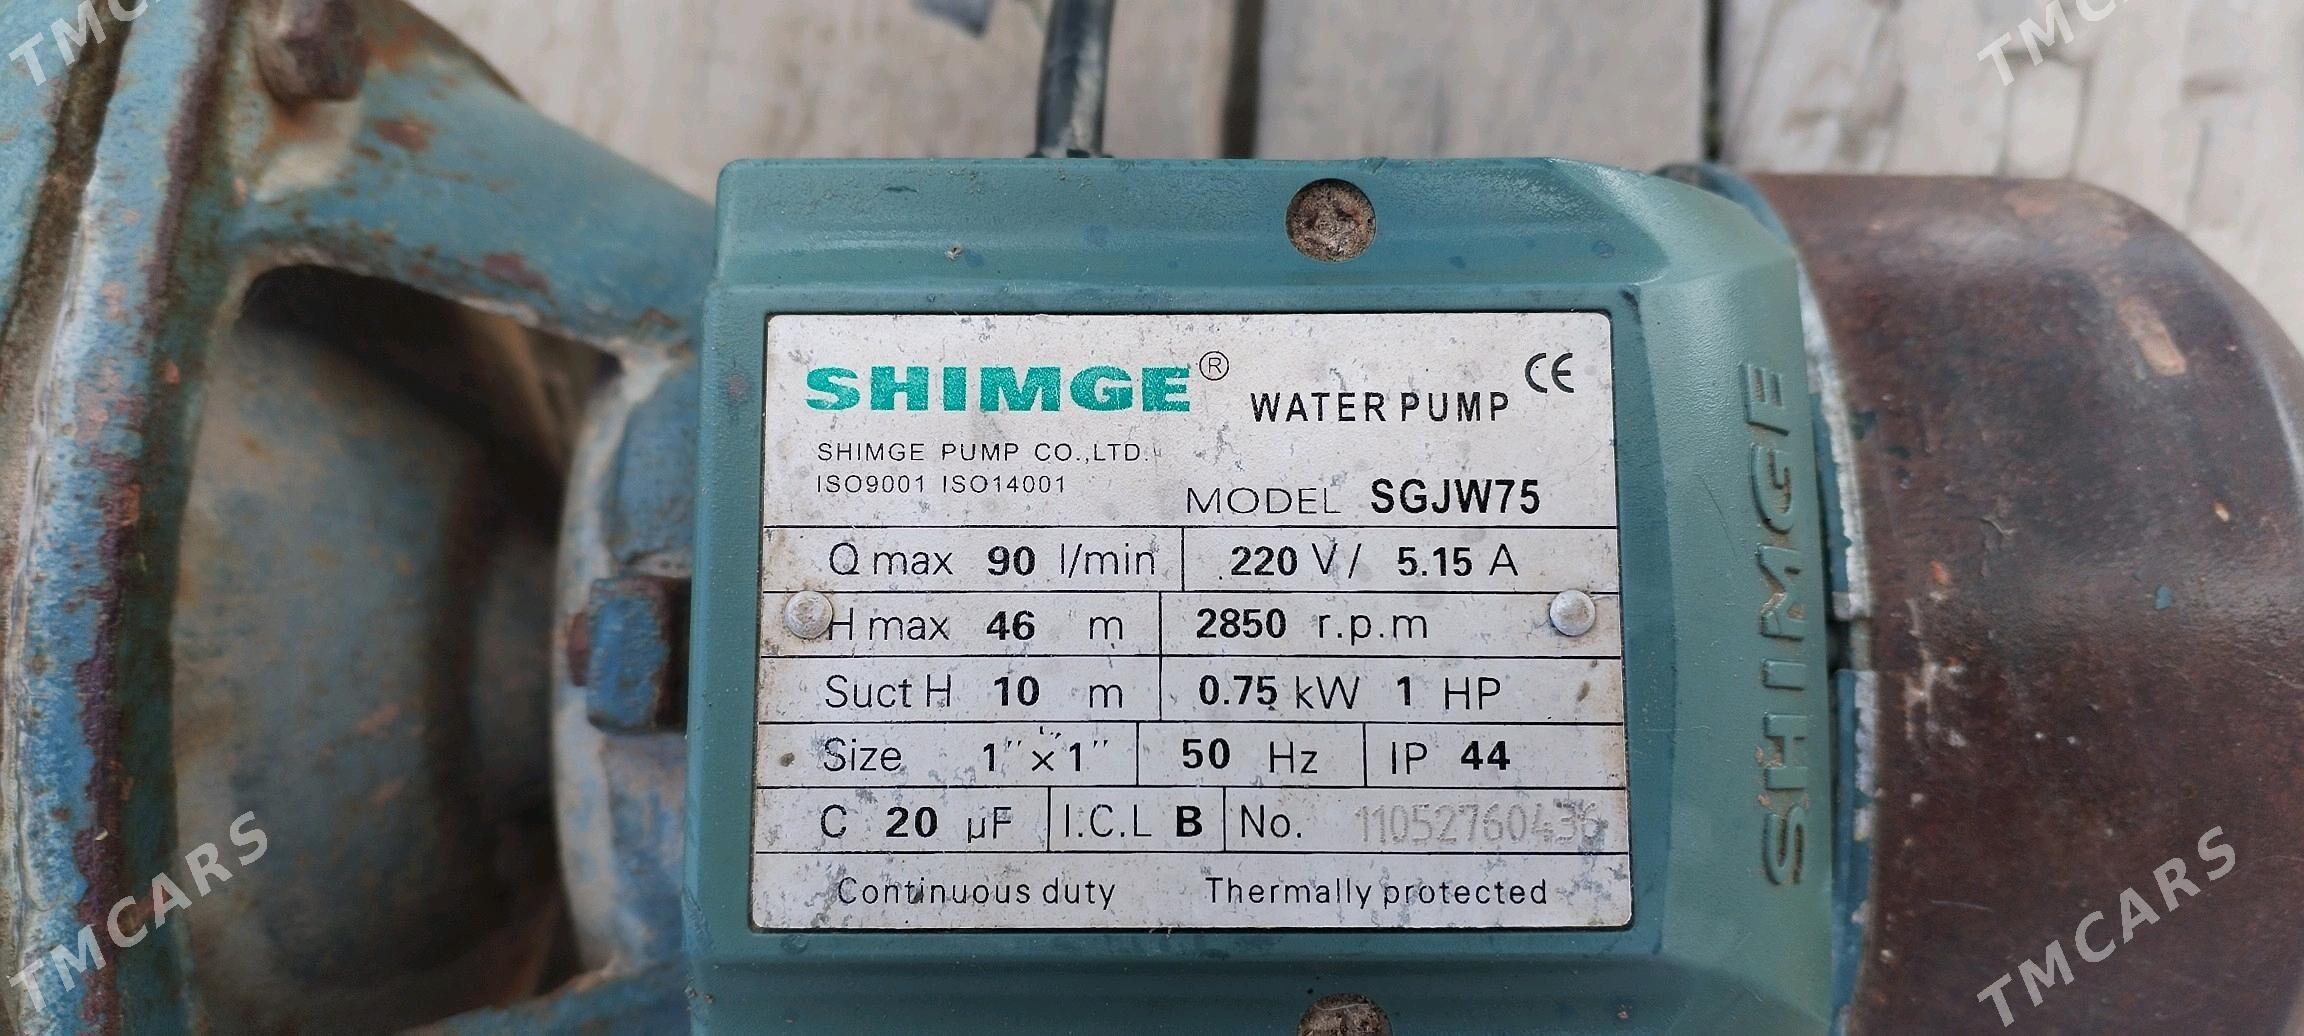 TMCARS
TMCARS
SHIMGE® WATER PUMP CE
SHIMGE PUMP CO.,LTD.
ISO9001 ISO14001
MODEL SGJW75
Q max 90 l/min 220 V/ 5.15 A
H max 46 m 2850 r.p.m
Suct H 10 m 0.75 kW 1 HP
Size 1"×1" 50 Hz IP 44
C 20 µF I.C.L B No. 11052760436
Continuous duty Thermally protected
SHIMGE
TMCARS
TMCARS